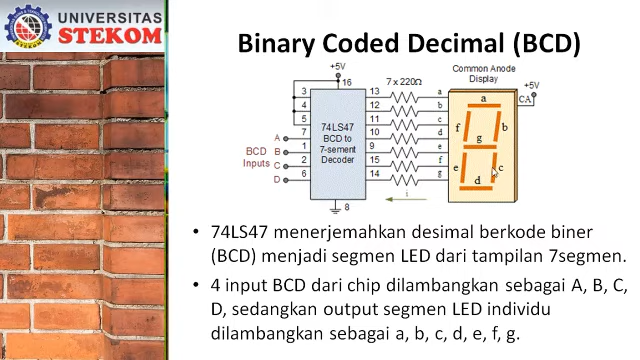 UNIVERSITAS
STEKOM
Binary Coded Decimal (BCD)
+5V
16
7 x 220Ω
Common Anode
Display
+5V
CA
3
4
5
7
1
2
6
A
B
C
D
BCD
Inputs
74LS47
BCD to
7-sement
Decoder
13
12
11
10
9
15
14
a
b
c
d
e
f
g
a
b
c
d
e
f
g
i
8
• 74LS47 menerjemahkan desimal berkode biner
(BCD) menjadi segmen LED dari tampilan 7segmen.
• 4 input BCD dari chip dilambangkan sebagai A, B, C,
D, sedangkan output segmen LED individu
dilambangkan sebagai a, b, c, d, e, f, g.